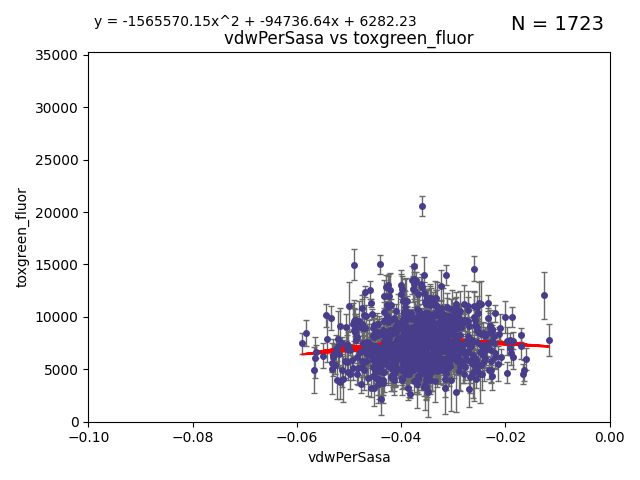 y = -1565570.15x^2 + -94736.64x + 6282.23
N = 1723
vdwPerSasa vs toxgreen_fluor
35000
30000
25000
20000
15000
10000
5000
0
toxgreen_fluor
−0.10 −0.08 −0.06 −0.04 −0.02 0.00
vdwPerSasa